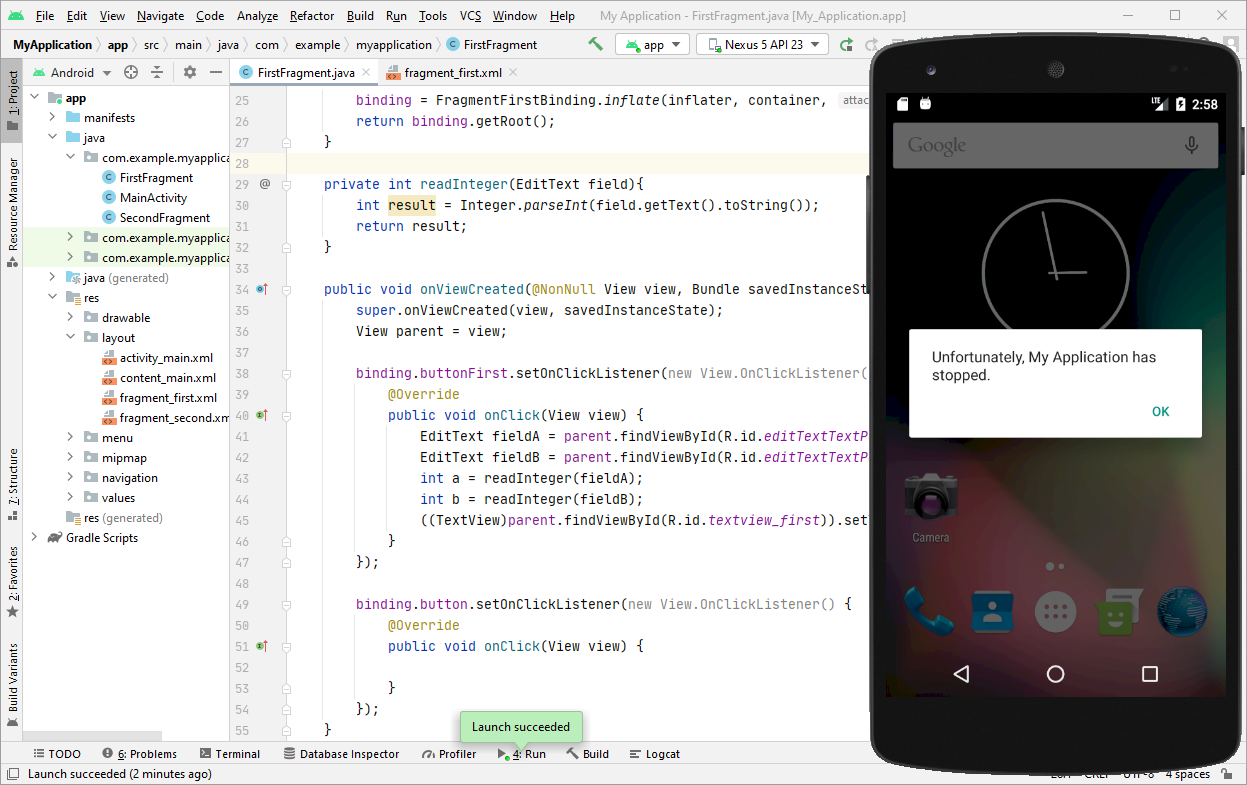 File Edit View Navigate Code Analyze Refactor Build Run Tools VCS Window Help My Application - FirstFragment.java [My_Application.app]
MyApplication app src main java com example myapplication C FirstFragment app Nexus 5 API 23
1: Project
Resource Manager
7: Structure
2: Favorites
Build Variants
Android
app
manifests
java
com.example.myapplica
C FirstFragment
C MainActivity
C SecondFragment
com.example.myapplica
com.example.myapplica
java (generated)
res
drawable
layout
activity_main.xml
content_main.xml
fragment_first.xml
fragment_second.xm
menu
mipmap
navigation
values
res (generated)
Gradle Scripts
C FirstFragment.java fragment_first.xml
25 binding = FragmentFirstBinding.inflate(inflater, container, attac
26 return binding.getRoot();
27 }
28
29 @ private int readInteger(EditText field){
30 int result = Integer.parseInt(field.getText().toString());
31 return result;
32 }
33
34 public void onViewCreated(@NonNull View view, Bundle savedInstanceSt
35 super.onViewCreated(view, savedInstanceState);
36 View parent = view;
37
38 binding.buttonFirst.setOnClickListener(new View.OnClickListener(
39 @Override
40 public void onClick(View view) {
41 EditText fieldA = parent.findViewById(R.id.editTextTextP
42 EditText fieldB = parent.findViewById(R.id.editTextTextP
43 int a = readInteger(fieldA);
44 int b = readInteger(fieldB);
45 ((TextView)parent.findViewById(R.id.textview_first)).set
46 }
47 });
48
49 binding.button.setOnClickListener(new View.OnClickListener() {
50 @Override
51 public void onClick(View view) {
52
53 }
54 });
55 }
LTE 2:58
Google
Unfortunately, My Application has
stopped.
OK
Camera
Launch succeeded
TODO 6: Problems Terminal Database Inspector Profiler 4: Run Build Logcat
Launch succeeded (2 minutes ago) UTF-8 4 spaces